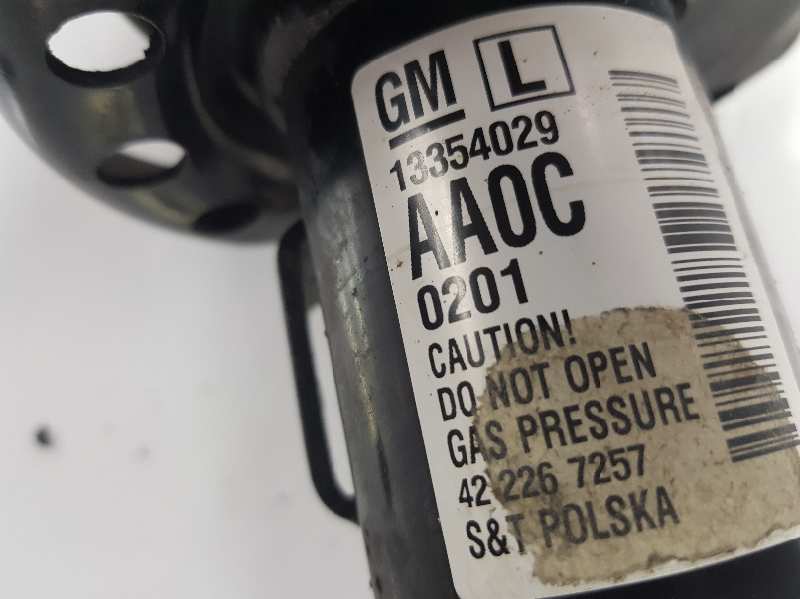 GM L
13354029
AA0C
0201
CAUTION!
DO NOT OPEN
GAS PRESSURE
42 226 7257
S&T POLSKA